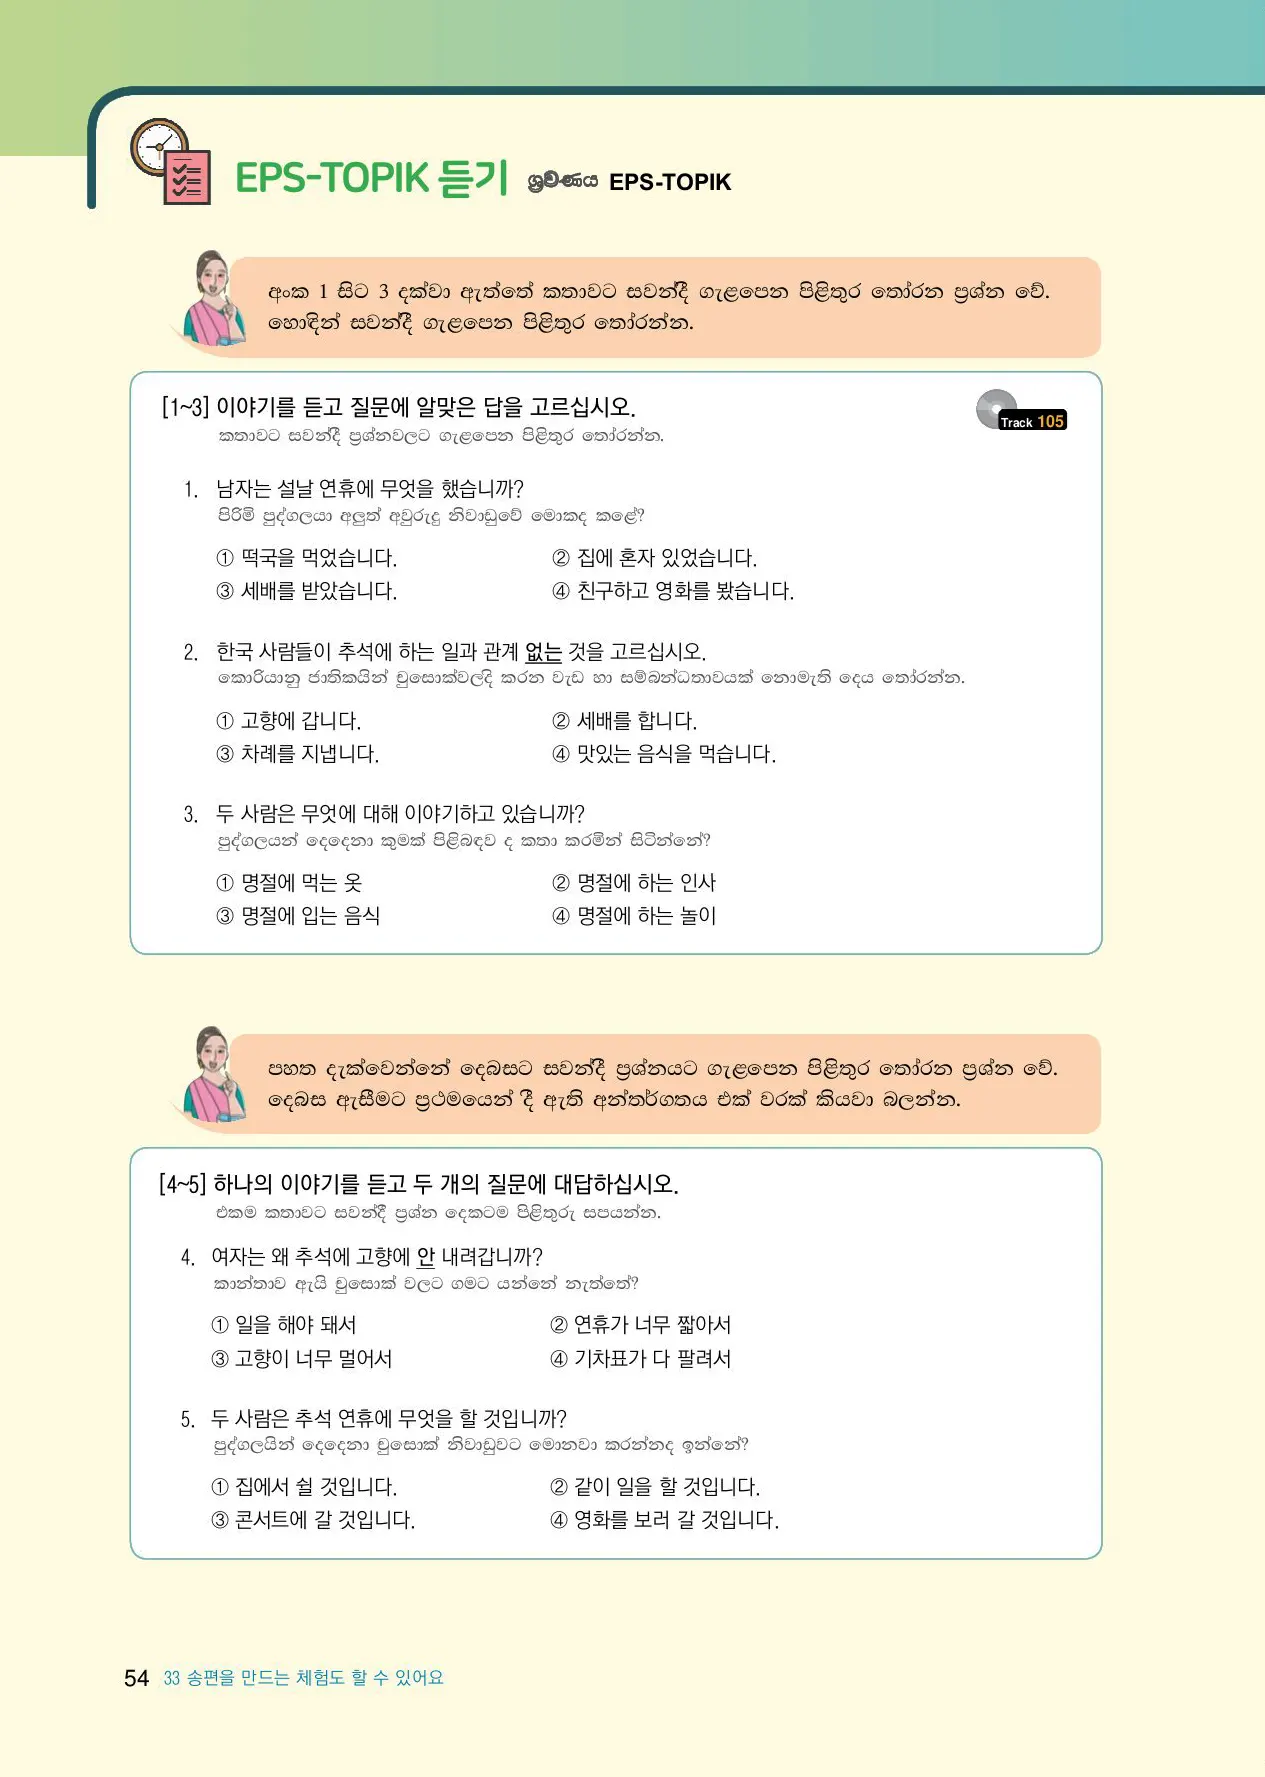 EPS-TOPIK 듣기 ශ්‍රවණය EPS-TOPIK
අංක 1 සිට 3 දක්වා ඇත්තේ කතාවට සවන්දී ගැළපෙන පිළිතුර තෝරන ප්‍රශ්න වේ.
හොඳින් සවන්දී ගැළපෙන පිළිතුර තෝරන්න.
[1~3] 이야기를 듣고 질문에 알맞은 답을 고르십시오.
Track 105
කතාවට සවන්දී ප්‍රශ්නවලට ගැළපෙන පිළිතුර තෝරන්න.
1. 남자는 설날 연휴에 무엇을 했습니까?
පිරිමි පුද්ගලයා අලුත් අවුරුදු නිවාඩුවේ මොකද කළේ?
① 떡국을 먹었습니다. ② 집에 혼자 있었습니다.
③ 세배를 받았습니다. ④ 친구하고 영화를 봤습니다.
2. 한국 사람들이 추석에 하는 일과 관계 없는 것을 고르십시오.
කොරියානු ජාතිකයින් චුසොක්වලදි කරන වැඩ හා සම්බන්ධතාවයක් නොමැති දෙය තෝරන්න.
① 고향에 갑니다. ② 세배를 합니다.
③ 차례를 지냅니다. ④ 맛있는 음식을 먹습니다.
3. 두 사람은 무엇에 대해 이야기하고 있습니까?
පුද්ගලයන් දෙදෙනා කුමක් පිළිබඳව ද කතා කරමින් සිටින්නේ?
① 명절에 먹는 옷 ② 명절에 하는 인사
③ 명절에 입는 음식 ④ 명절에 하는 놀이
පහත දැක්වෙන්නේ දෙබසට සවන්දී ප්‍රශ්නයට ගැළපෙන පිළිතුර තෝරන ප්‍රශ්න වේ.
දෙබස ඇසීමට ප්‍රථමයෙන් දී ඇති අන්තර්ගතය එක් වරක් කියවා බලන්න.
[4~5] 하나의 이야기를 듣고 두 개의 질문에 대답하십시오.
එකම කතාවට සවන්දී ප්‍රශ්න දෙකටම පිළිතුරු සපයන්න.
4. 여자는 왜 추석에 고향에 안 내려갑니까?
කාන්තාව ඇයි චුසොක් වලට ගමට යන්නේ නැත්තේ?
① 일을 해야 돼서 ② 연휴가 너무 짧아서
③ 고향이 너무 멀어서 ④ 기차표가 다 팔려서
5. 두 사람은 추석 연휴에 무엇을 할 것입니까?
පුද්ගලයින් දෙදෙනා චුසොක් නිවාඩුවට මොනවා කරන්නද ඉන්නේ?
① 집에서 쉴 것입니다. ② 같이 일을 할 것입니다.
③ 콘서트에 갈 것입니다. ④ 영화를 보러 갈 것입니다.
54 33 송편을 만드는 체험도 할 수 있어요